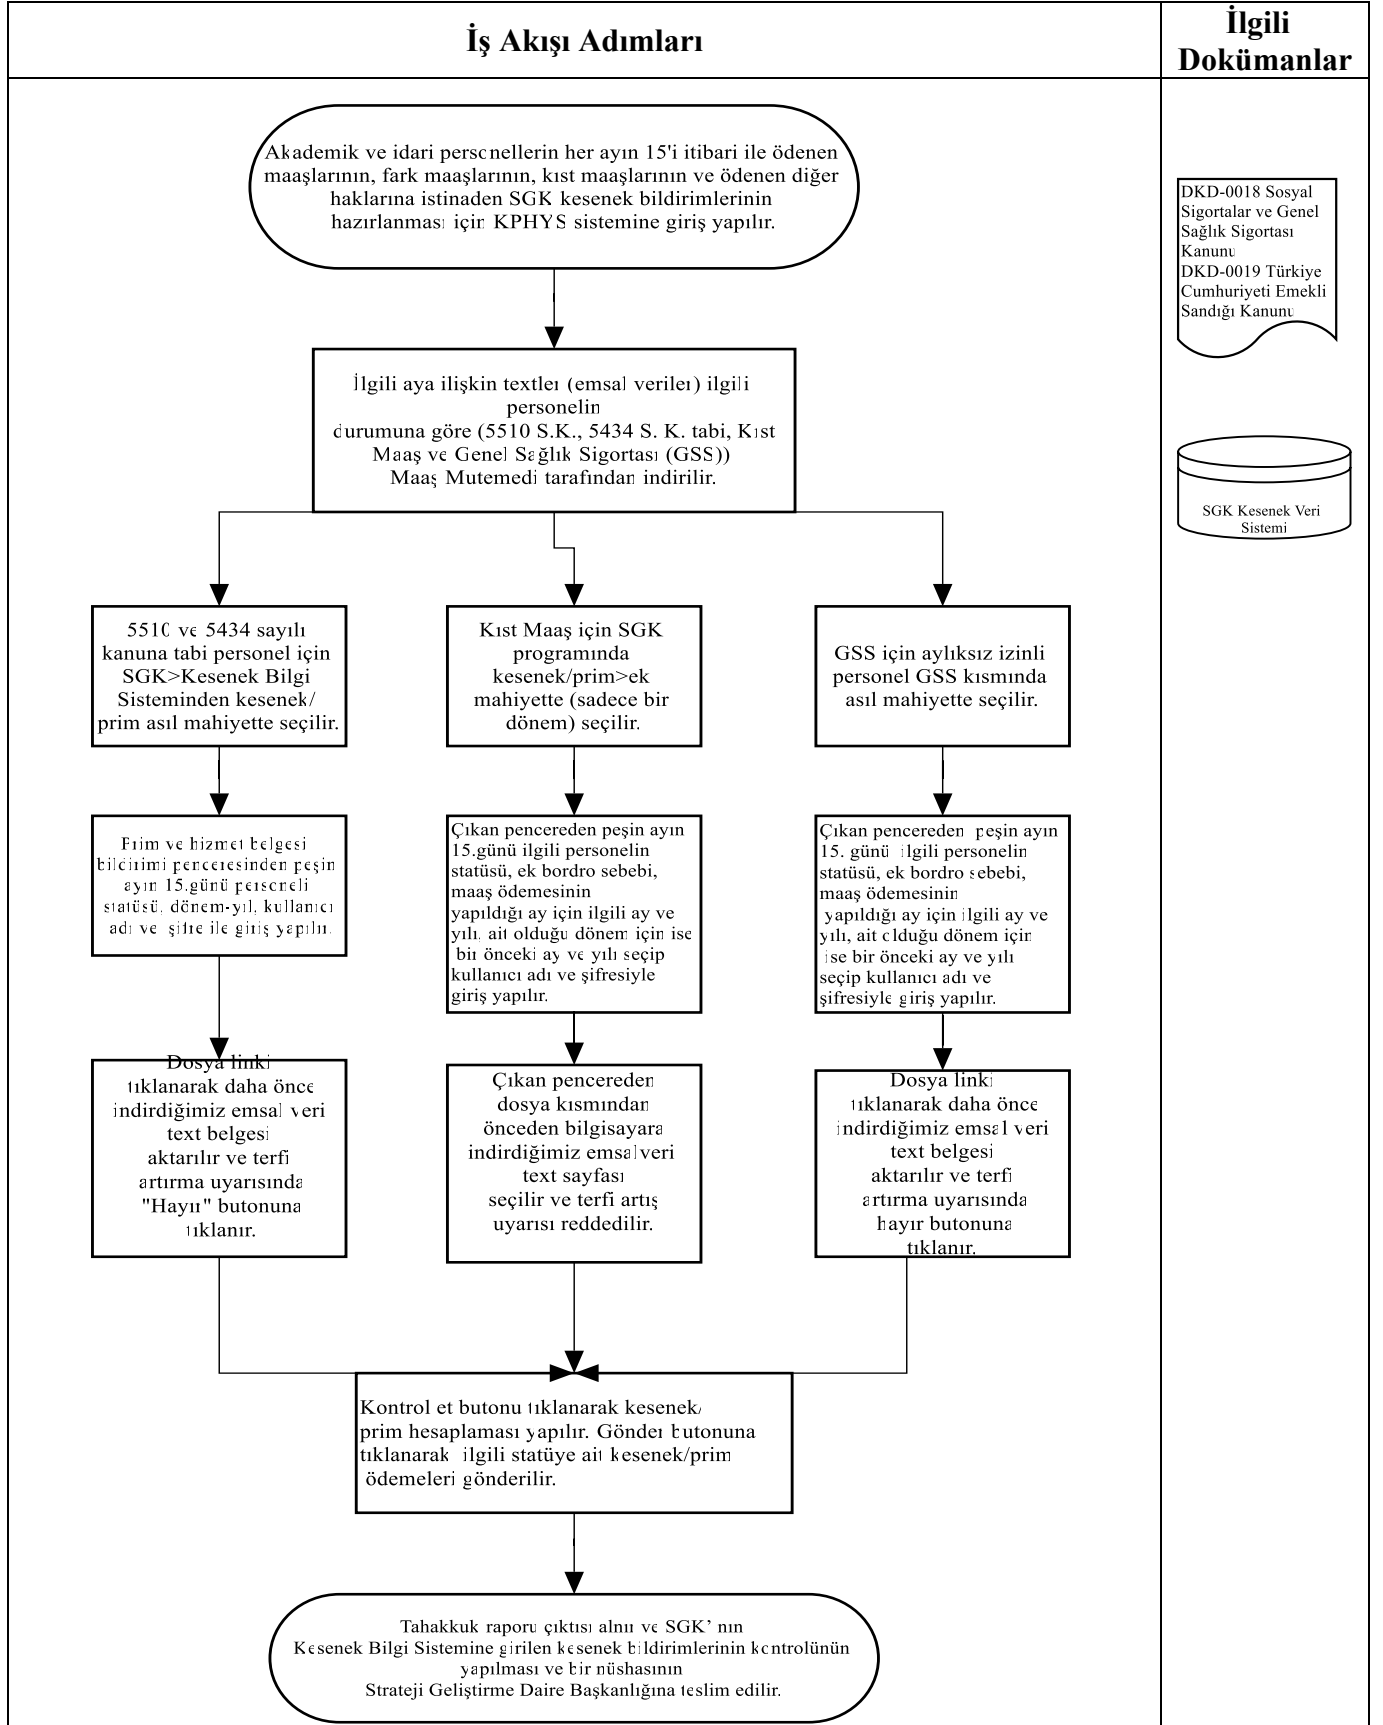 İş Akışı Adımları
İlgili
Dokümanlar
Akademik ve idari personellerin her ayın 15'i itibari ile ödenen
maaşlarının, fark maaşlarının, kıst maaşlarının ve ödenen diğer
haklarına istinaden SGK kesenek bildirimlerinin
hazırlanması için KPHYS sistemine giriş yapılır.
DKD-0018 Sosyal
Sigortalar ve Genel
Sağlık Sigortası
Kanunu
DKD-0019 Türkiye
Cumhuriyeti Emekli
Sandığı Kanunu
İlgili aya ilişkin textler (emsal veriler) ilgili
personelin
durumuna göre (5510 S.K., 5434 S. K. tabi, Kıst
Maaş ve Genel Sağlık Sigortası (GSS))
Maaş Mutemedi tarafından indirilir.
SGK Kesenek Veri
Sistemi
5510 ve 5434 sayılı
kanuna tabi personel için
SGK>Kesenek Bilgi
Sisteminden kesenek/
prim asıl mahiyette seçilir.
Kıst Maaş için SGK
programında
kesenek/prim>ek
mahiyette (sadece bir
dönem) seçilir.
GSS için aylıksız izinli
personel GSS kısmında
asıl mahiyette seçilir.
Prim ve hizmet belgesi
bildirimi penceresinden peşin
ayın 15.günü personeli
statüsü, dönem-yıl, kullanıcı
adı ve şifre ile giriş yapılır.
Çıkan pencereden peşin ayın
15.günü ilgili personelin
statüsü, ek bordro sebebi,
maaş ödemesinin
yapıldığı ay için ilgili ay ve
yılı, ait olduğu dönem için ise
bir önceki ay ve yılı seçip
kullanıcı adı ve şifresiyle
giriş yapılır.
Çıkan pencereden peşin ayın
15. günü ilgili personelin
statüsü, ek bordro sebebi,
maaş ödemesinin
yapıldığı ay için ilgili ay ve
yılı, ait olduğu dönem için
ise bir önceki ay ve yılı
seçip kullanıcı adı ve
şifresiyle giriş yapılır.
Dosya linki
tıklanarak daha önce
indirdiğimiz emsal veri
text belgesi
aktarılır ve terfi
artırma uyarısında
"Hayır" butonuna
tıklanır.
Çıkan pencereden
dosya kısmından
önceden bilgisayara
indirdiğimiz emsalveri
text sayfası
seçilir ve terfi artış
uyarısı reddedilir.
Dosya linki
tıklanarak daha önce
indirdiğimiz emsal veri
text belgesi
aktarılır ve terfi
artırma uyarısında
hayır butonuna
tıklanır.
Kontrol et butonu tıklanarak kesenek/
prim hesaplaması yapılır. Gönder butonuna
tıklanarak ilgili statüye ait kesenek/prim
ödemeleri gönderilir.
Tahakkuk raporu çıktısı alnır ve SGK' nın
Kesenek Bilgi Sistemine girilen kesenek bildirimlerinin kontrolünün
yapılması ve bir nüshasının
Strateji Geliştirme Daire Başkanlığına teslim edilir.